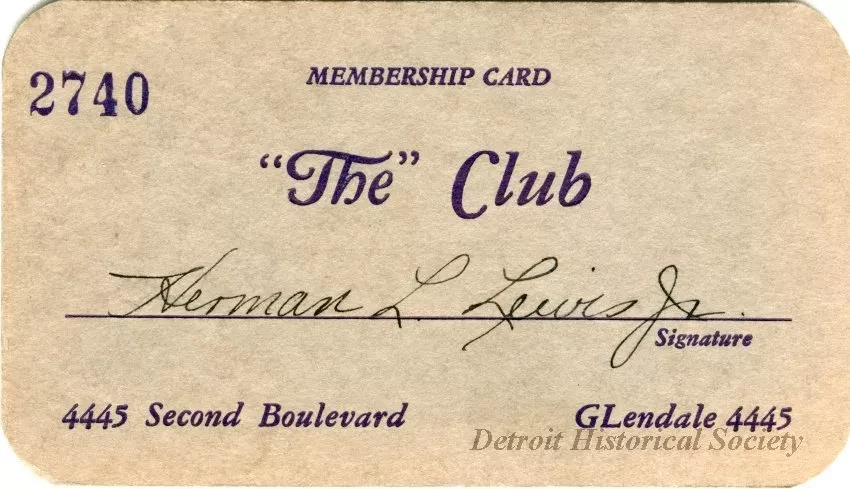 2740
MEMBERSHIP CARD
“The” Club
Herman L. Lewis Jr.
Signature
4445 Second Boulevard
GLendale 4445
Detroit Historical Society